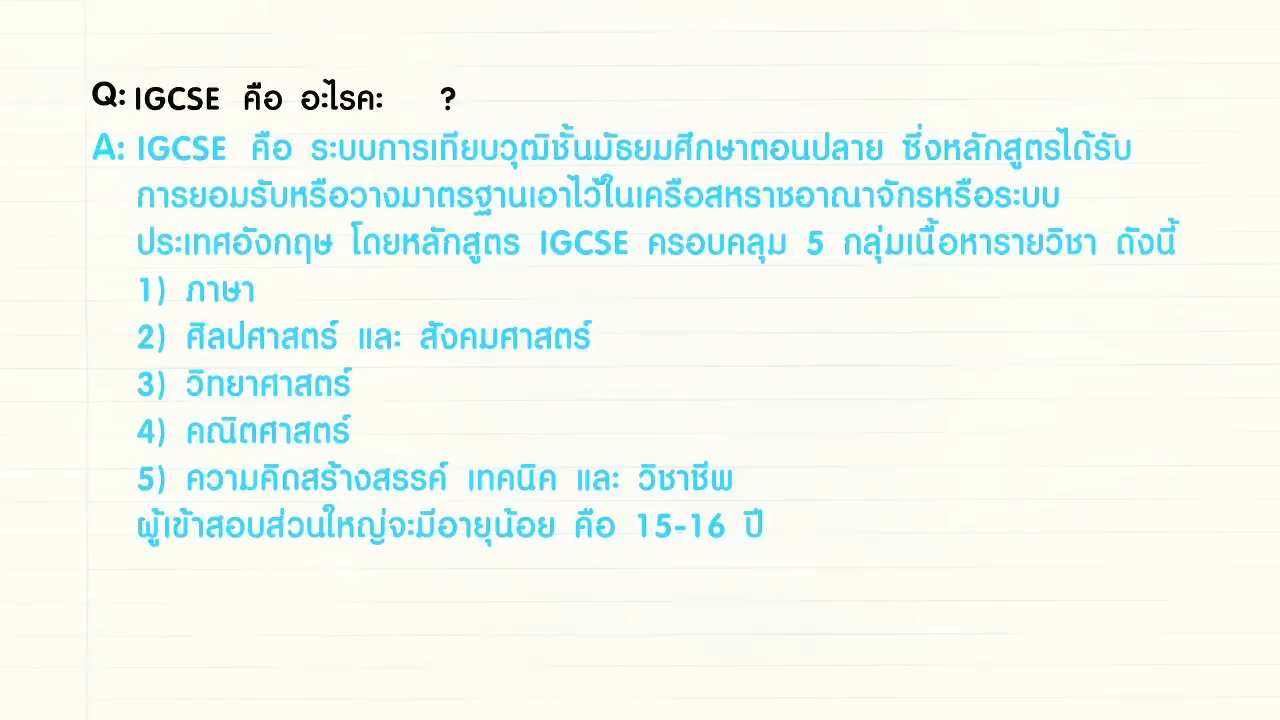 Q: IGCSE คือ อะไรคะ ?
A: IGCSE คือ ระบบการเทียบวุฒิชั้นมัธยมศึกษาตอนปลาย ซึ่งหลักสูตรได้รับ
การยอมรับหรือวางมาตรฐานเอาไว้ในเครือสหราชอาณาจักรหรือระบบ
ประเทศอังกฤษ โดยหลักสูตร IGCSE ครอบคลุม 5 กลุ่มเนื้อหารายวิชา ดังนี้
1) ภาษา
2) ศิลปศาสตร์ และ สังคมศาสตร์
3) วิทยาศาสตร์
4) คณิตศาสตร์
5) ความคิดสร้างสรรค์ เทคนิค และ วิชาชีพ
ผู้เข้าสอบส่วนใหญ่จะมีอายุน้อย คือ 15-16 ปี